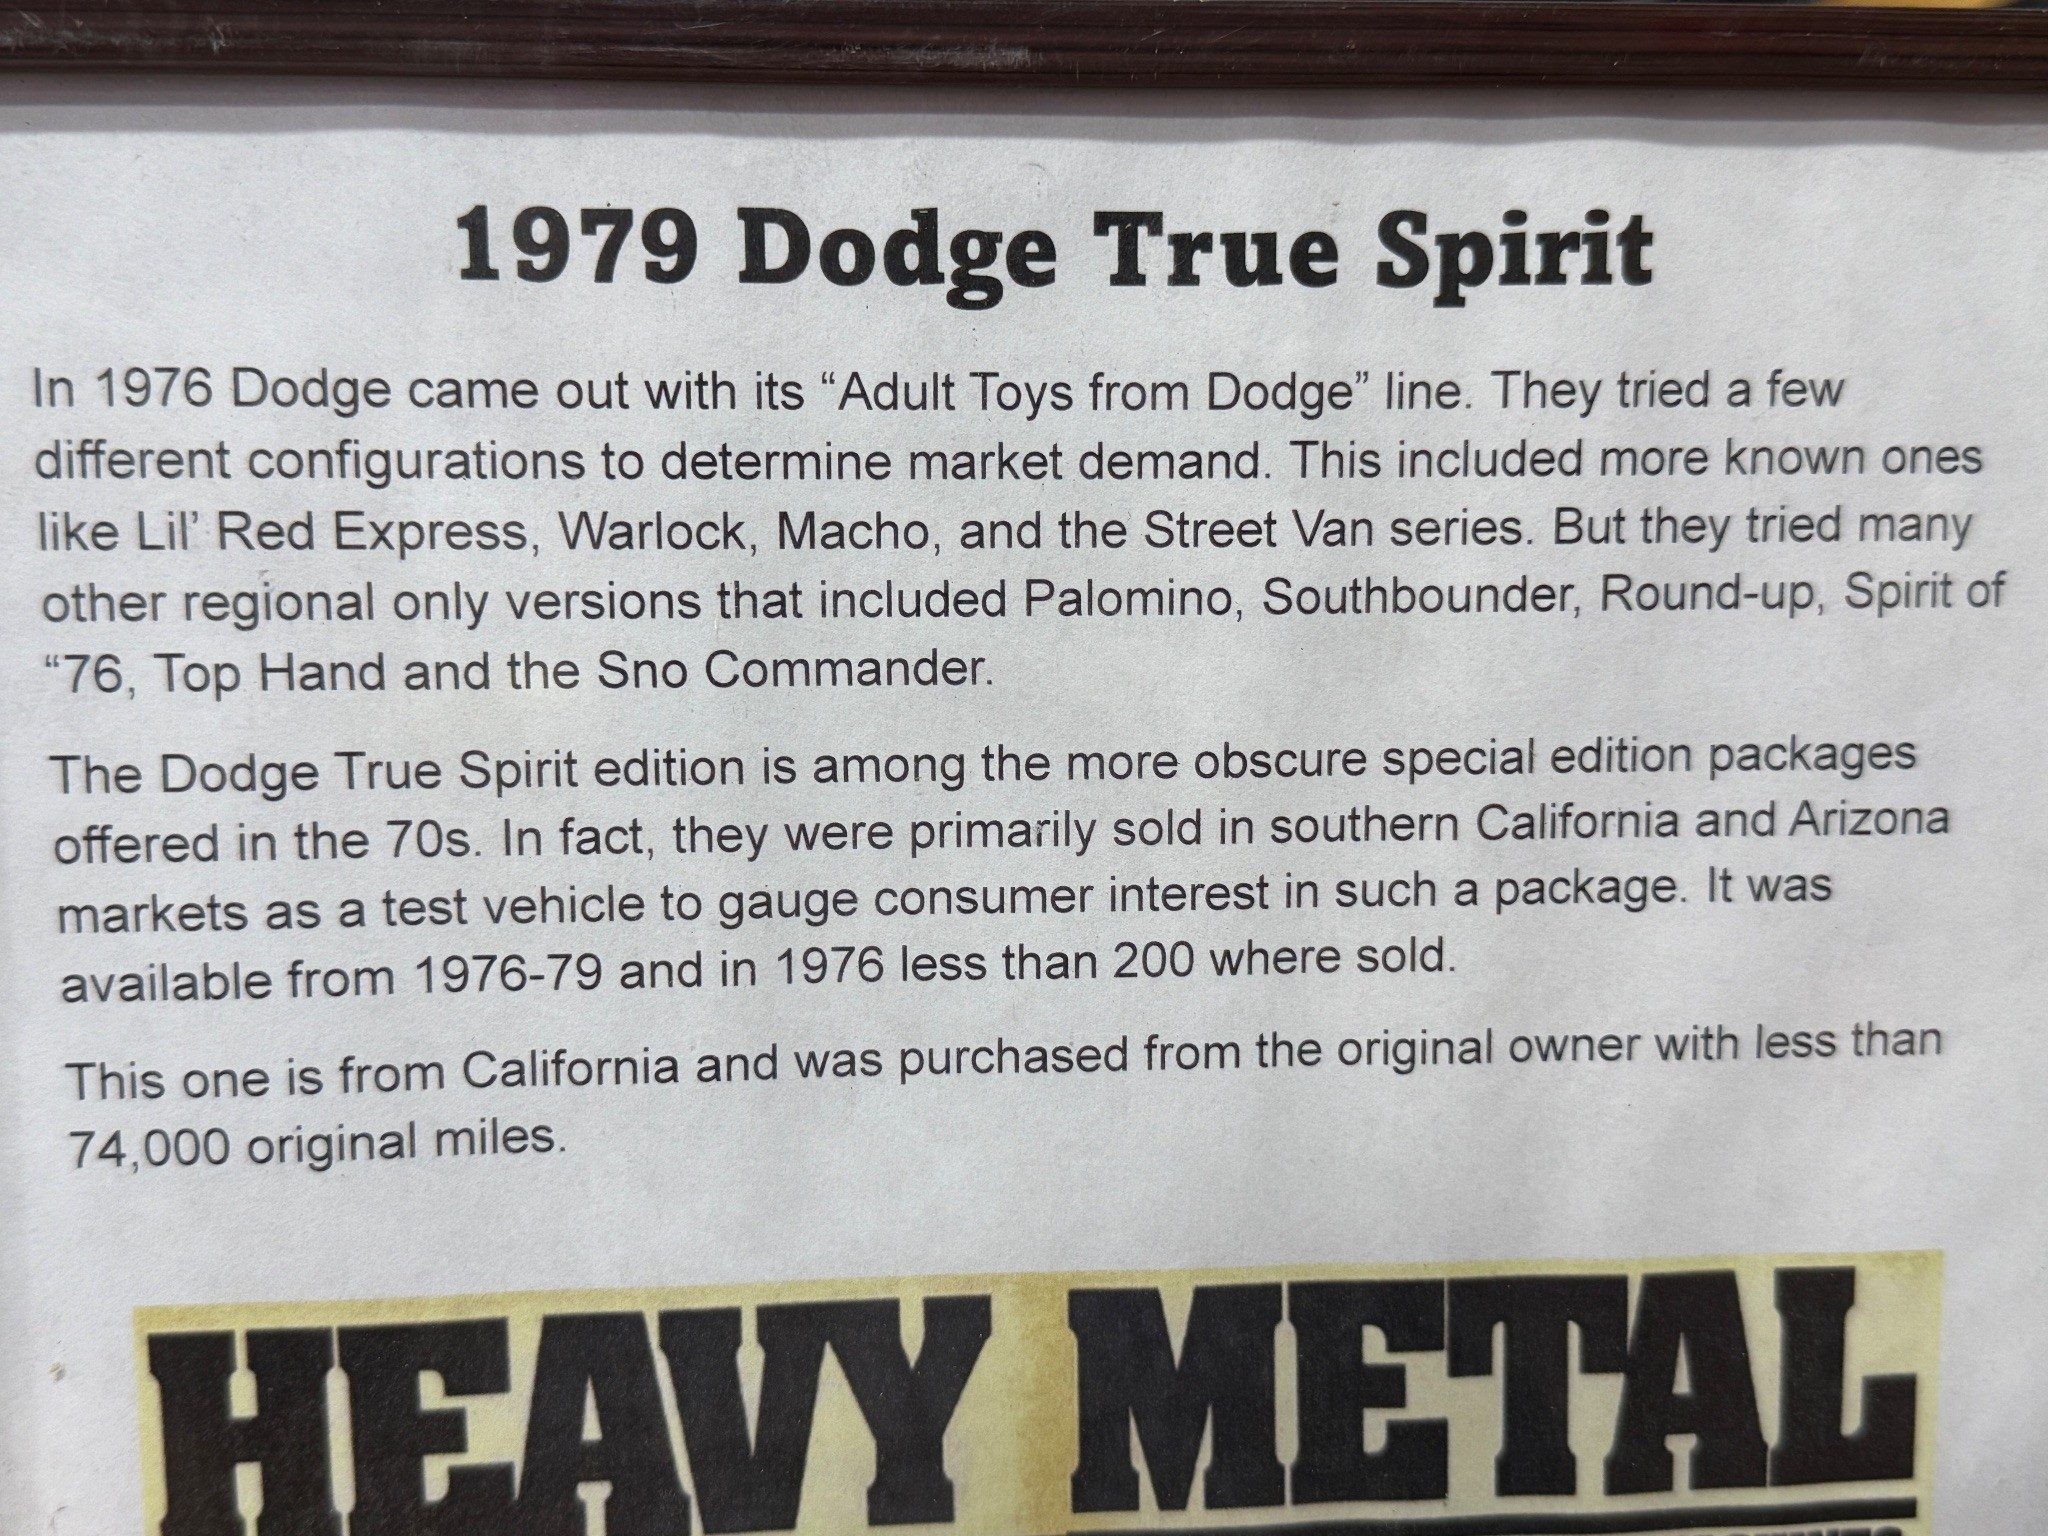 1979 Dodge True Spirit
In 1976 Dodge came out with its “Adult Toys from Dodge” line. They tried a few
different configurations to determine market demand. This included more known ones
like Lil’ Red Express, Warlock, Macho, and the Street Van series. But they tried many
other regional only versions that included Palomino, Southbounder, Round-up, Spirit of
“76, Top Hand and the Sno Commander.
The Dodge True Spirit edition is among the more obscure special edition packages
offered in the 70s. In fact, they were primarily sold in southern California and Arizona
markets as a test vehicle to gauge consumer interest in such a package. It was
available from 1976-79 and in 1976 less than 200 where sold.
This one is from California and was purchased from the original owner with less than
74,000 original miles.
HEAVY METAL